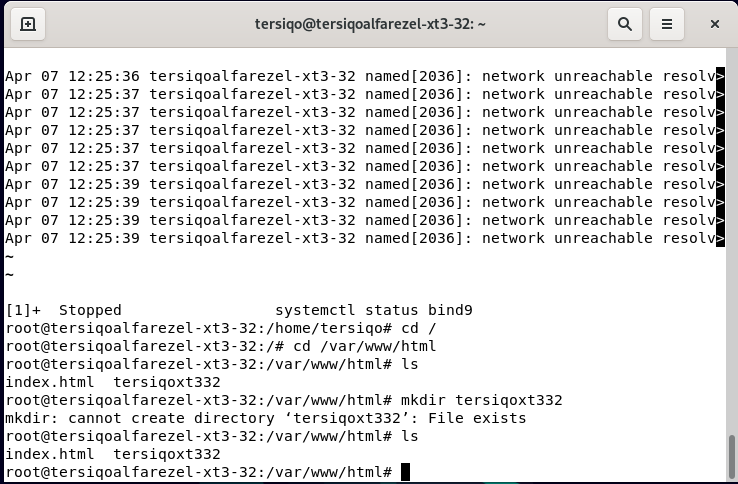 tersiqo@tersiqoalfarezel-xt3-32: ~
Apr 07 12:25:36 tersiqoalfarezel-xt3-32 named[2036]: network unreachable resolv>
Apr 07 12:25:37 tersiqoalfarezel-xt3-32 named[2036]: network unreachable resolv>
Apr 07 12:25:37 tersiqoalfarezel-xt3-32 named[2036]: network unreachable resolv>
Apr 07 12:25:37 tersiqoalfarezel-xt3-32 named[2036]: network unreachable resolv>
Apr 07 12:25:37 tersiqoalfarezel-xt3-32 named[2036]: network unreachable resolv>
Apr 07 12:25:37 tersiqoalfarezel-xt3-32 named[2036]: network unreachable resolv>
Apr 07 12:25:39 tersiqoalfarezel-xt3-32 named[2036]: network unreachable resolv>
Apr 07 12:25:39 tersiqoalfarezel-xt3-32 named[2036]: network unreachable resolv>
Apr 07 12:25:39 tersiqoalfarezel-xt3-32 named[2036]: network unreachable resolv>
Apr 07 12:25:39 tersiqoalfarezel-xt3-32 named[2036]: network unreachable resolv>
~
~
[1]+  Stopped                 systemctl status bind9
root@tersiqoalfarezel-xt3-32:/home/tersiqo# cd /
root@tersiqoalfarezel-xt3-32:/# cd /var/www/html
root@tersiqoalfarezel-xt3-32:/var/www/html# ls
index.html  tersiqoxt332
root@tersiqoalfarezel-xt3-32:/var/www/html# mkdir tersiqoxt332
mkdir: cannot create directory ‘tersiqoxt332’: File exists
root@tersiqoalfarezel-xt3-32:/var/www/html# ls
index.html  tersiqoxt332
root@tersiqoalfarezel-xt3-32:/var/www/html#